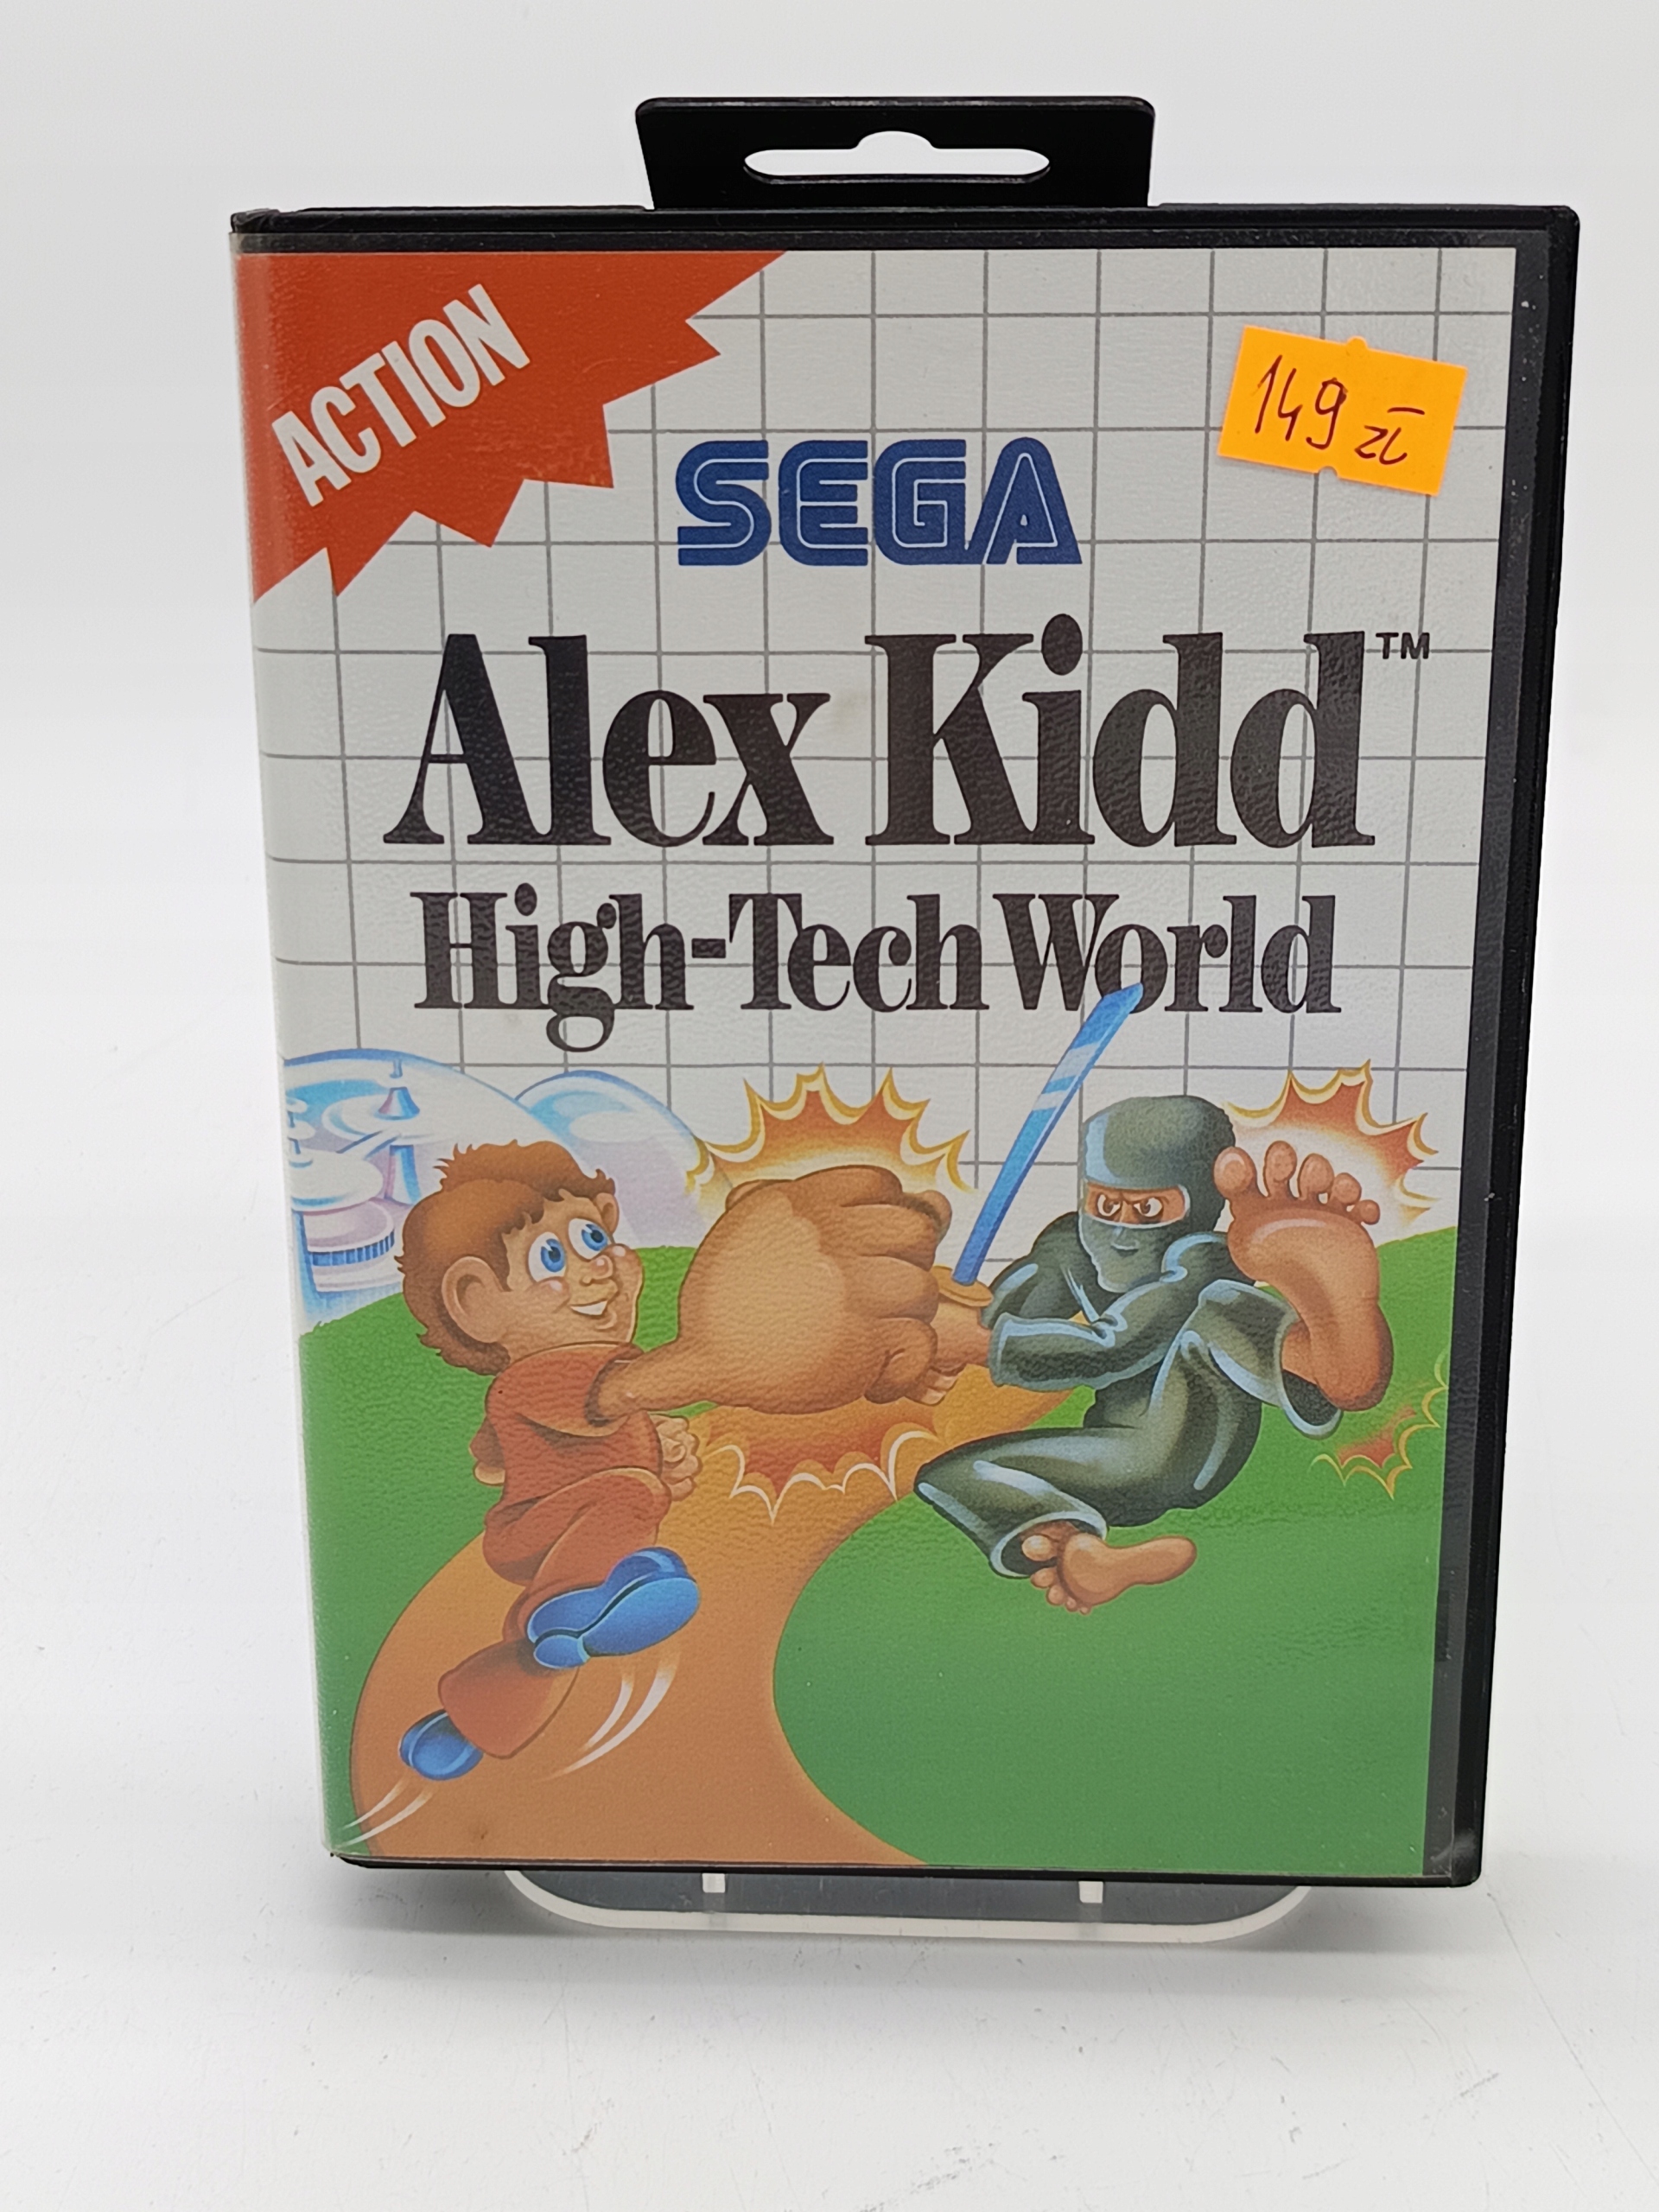 ACTION
149 zł
SEGA
Alex Kidd™
High-Tech World